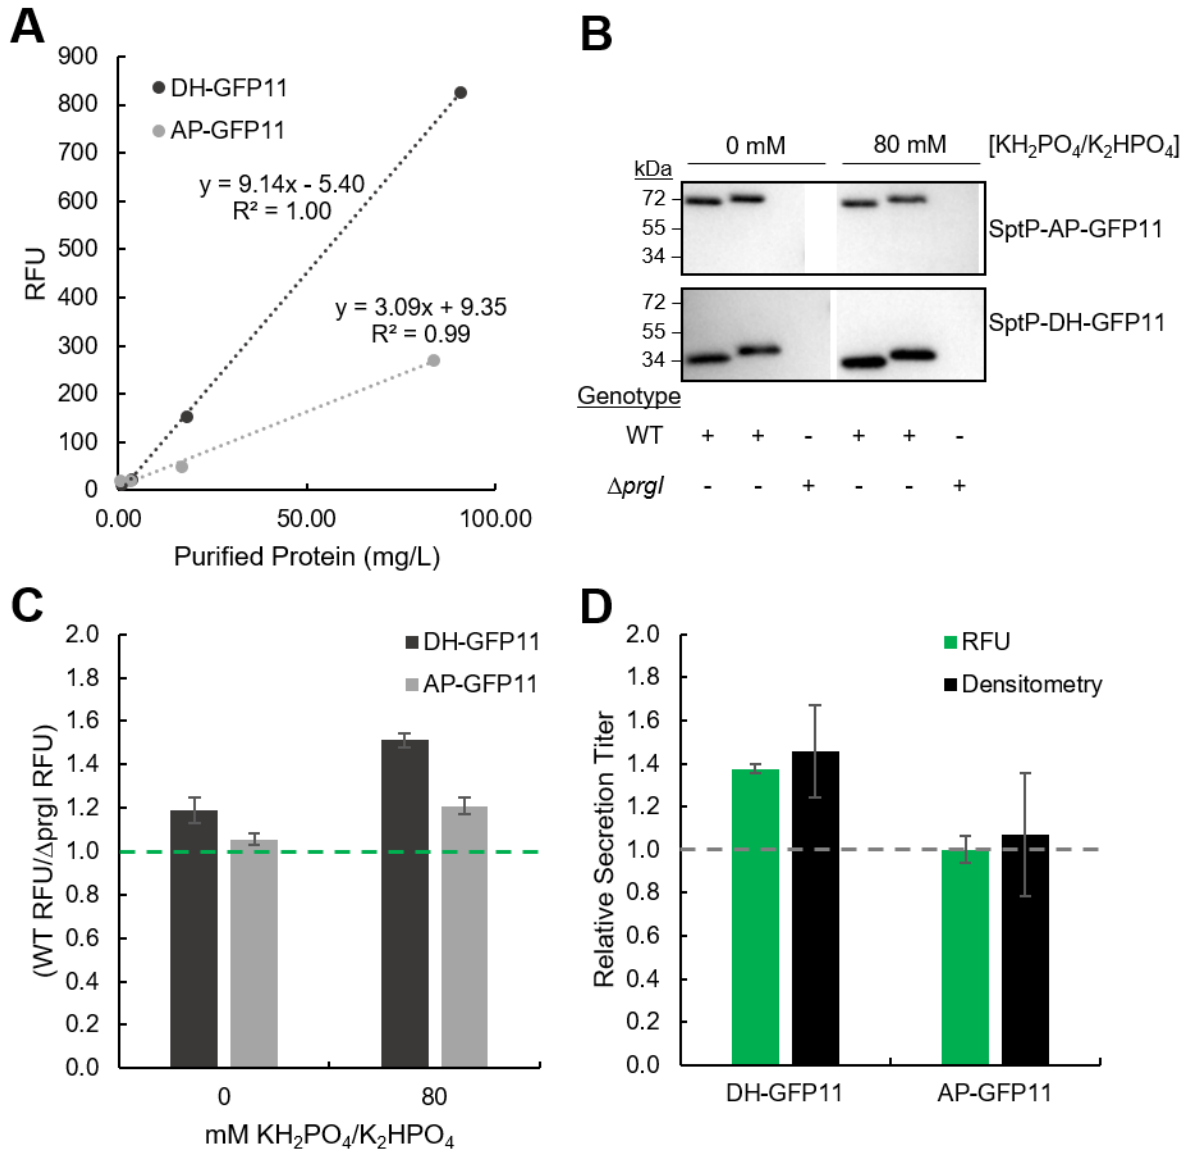 A
900
800
700
600
500
400
300
200
100
0
RFU
DH-GFP11
AP-GFP11
y = 9.14x - 5.40
R² = 1.00
y = 3.09x + 9.35
R² = 0.99
0.00 50.00 100.00
Purified Protein (mg/L)
B
0 mM 80 mM [KH₂PO₄/K₂HPO₄]
kDa
72
55
34
SptP-AP-GFP11
72
55
34
SptP-DH-GFP11
Genotype
WT + + - + + -
ΔprgI - - + - - +
C
2.0
1.8
1.6
1.4
1.2
1.0
0.8
0.6
0.4
0.2
0.0
(WT RFU/ΔprgI RFU)
DH-GFP11
AP-GFP11
0 80
mM KH₂PO₄/K₂HPO₄
D
2.0
1.8
1.6
1.4
1.2
1.0
0.8
0.6
0.4
0.2
0.0
Relative Secretion Titer
RFU
Densitometry
DH-GFP11 AP-GFP11